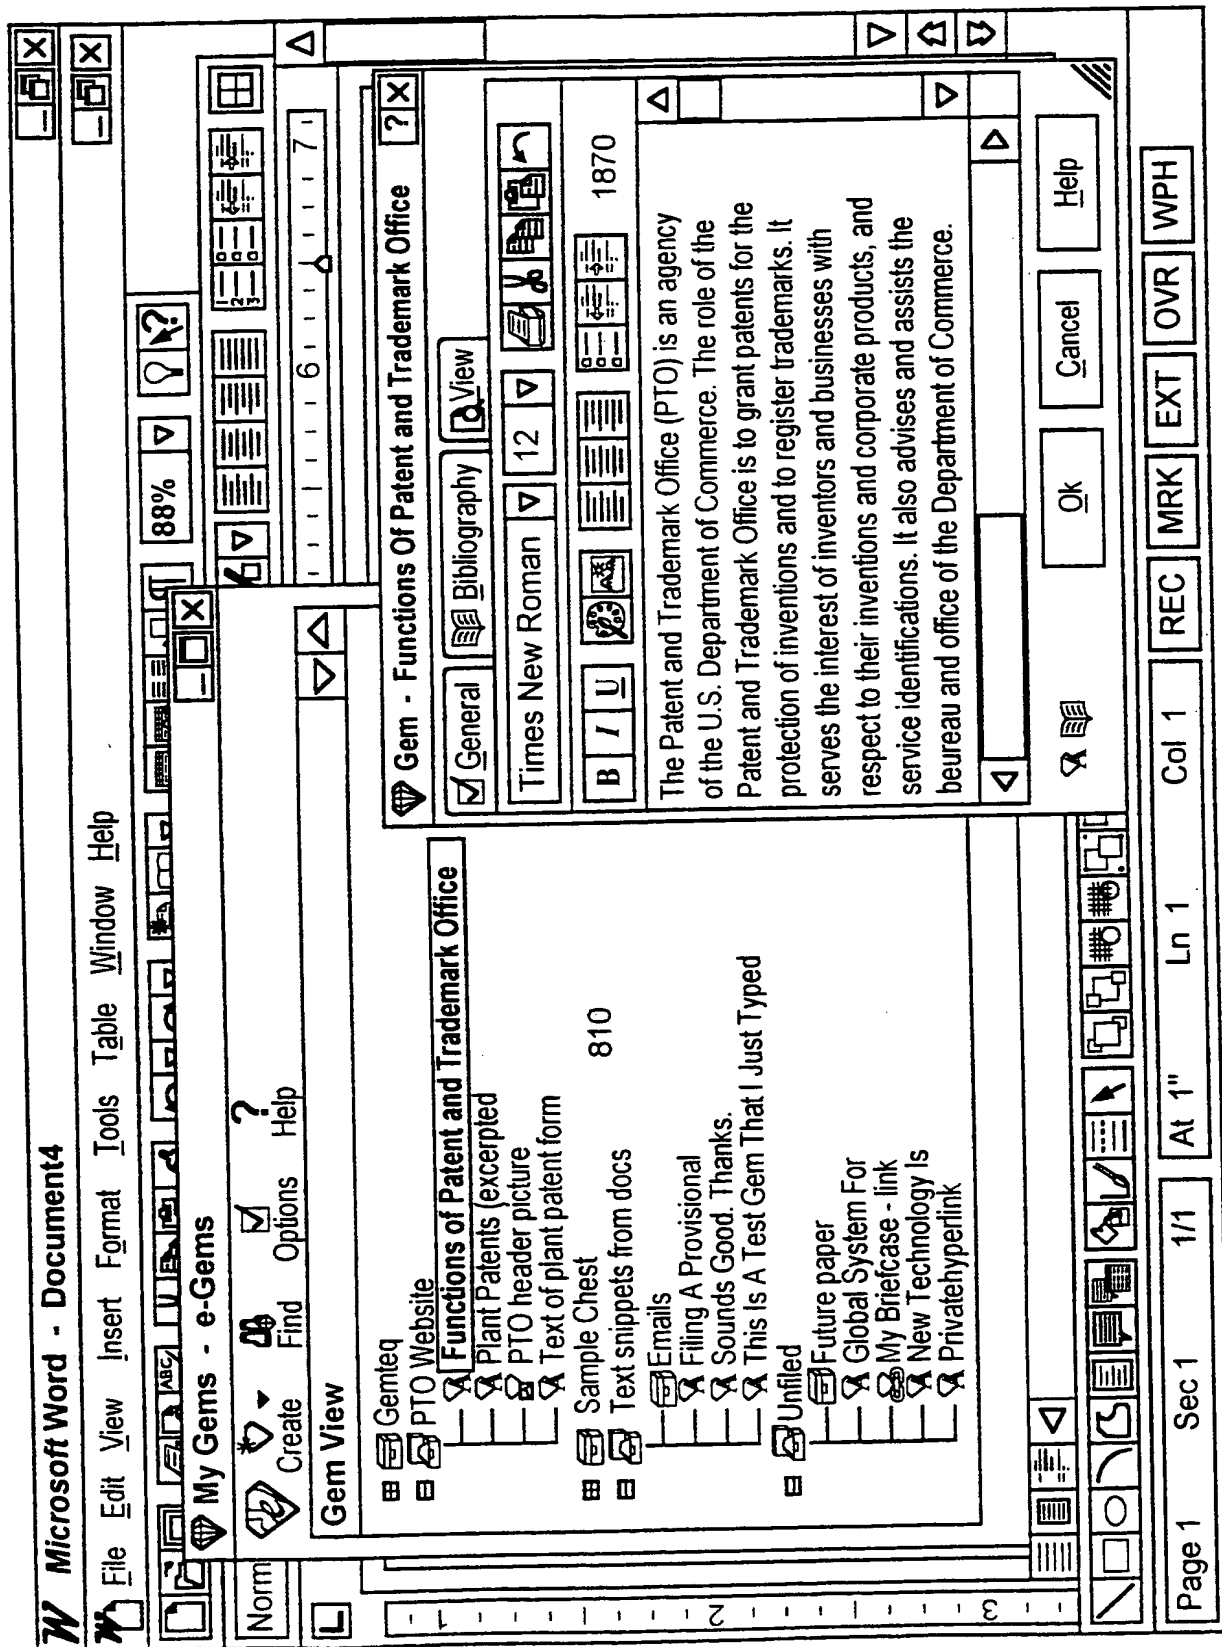 Microsoft Word - Document4
File Edit View Insert Format Tools Table Window Help
ABC
88%
My Gems - e-Gems
Norm
Create
Find
Options
? Help
L
6
7
Gem View
Gemteq
PTO Website
Functions of Patent and Trademark Office
Plant Patents (excerpted
PTO header picture
Text of plant patent form
Sample Chest
810
Text snippets from docs
Emails
Filing A Provisional
Sounds Good. Thanks.
This Is A Test Gem That I Just Typed
Unfiled
Future paper
Global System For
My Briefcase - link
New Technology Is
Privatehyperlink
1
2
3
Gem - Functions Of Patent and Trademark Office
General
Bibliography
View
Times New Roman
12
B I U
1870
The Patent and Trademark Office (PTO) is an agency
of the U.S. Department of Commerce. The role of the
Patent and Trademark Office is to grant patents for the
protection of inventions and to register trademarks. It
serves the interest of inventors and businesses with
respect to their inventions and corporate products, and
service identifications. It also advises and assists the
beureau and office of the Department of Commerce.
Ok
Cancel
Help
Page 1 Sec 1 1/1 At 1" Ln 1 Col 1 REC MRK EXT OVR WPH